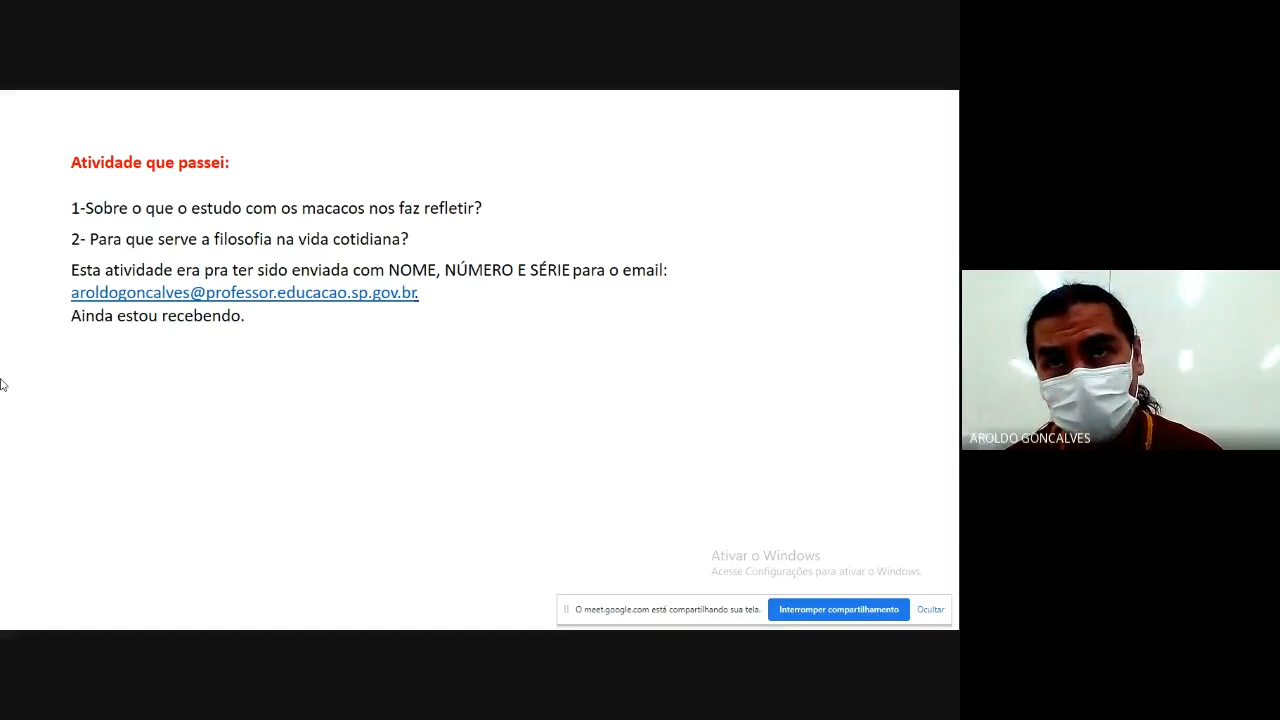 Atividade que passei:
1-Sobre o que o estudo com os macacos nos faz refletir?
2- Para que serve a filosofia na vida cotidiana?
Esta atividade era pra ter sido enviada com NOME, NÚMERO E SÉRIE para o email:
aroldogoncalves@professor.educacao.sp.gov.br.
Ainda estou recebendo.
AROLDO GONCALVES
Ativar o Windows
Acesse Configurações para ativar o Windows.
O meet.google.com está compartilhando sua tela.
Interromper compartilhamento
Ocultar